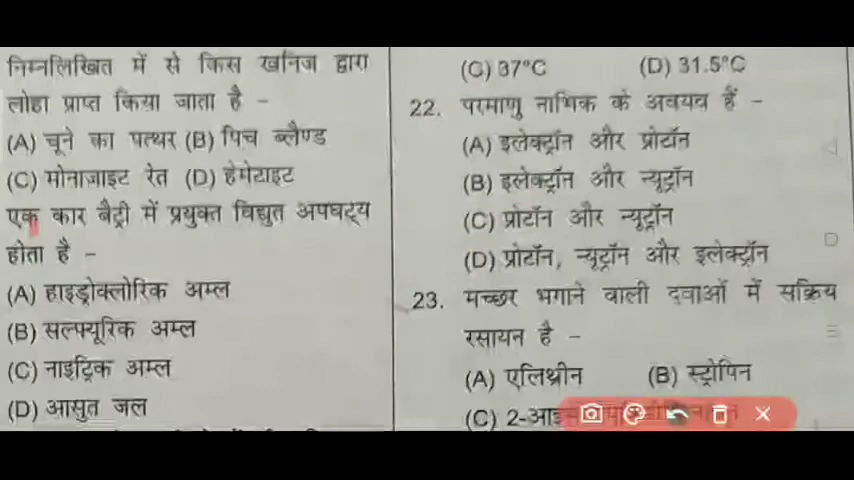 निम्नलिखित में से किस खनिज द्वारा
लोहा प्राप्त किया जाता है -
(A) चूने का पत्थर (B) पिच ब्लैण्ड
(C) मोनाज़ाइट रेत (D) हेमेटाइट
एक कार बैट्री में प्रयुक्त विद्युत अपघट्य
होता है -
(A) हाइड्रोक्लोरिक अम्ल
(B) सल्फ्यूरिक अम्ल
(C) नाइट्रिक अम्ल
(D) आसुत जल
(C) 37°C (D) 31.5°C
22. परमाणु नाभिक के अवयव हैं -
(A) इलेक्ट्रॉन और प्रोटॉन
(B) इलेक्ट्रॉन और न्यूट्रॉन
(C) प्रोटॉन और न्यूट्रॉन
(D) प्रोटॉन, न्यूट्रॉन और इलेक्ट्रॉन
23. मच्छर भगाने वाली दवाओं में सक्रिय
रसायन है -
(A) एलिथ्रीन (B) स्ट्रोपिन
(C)